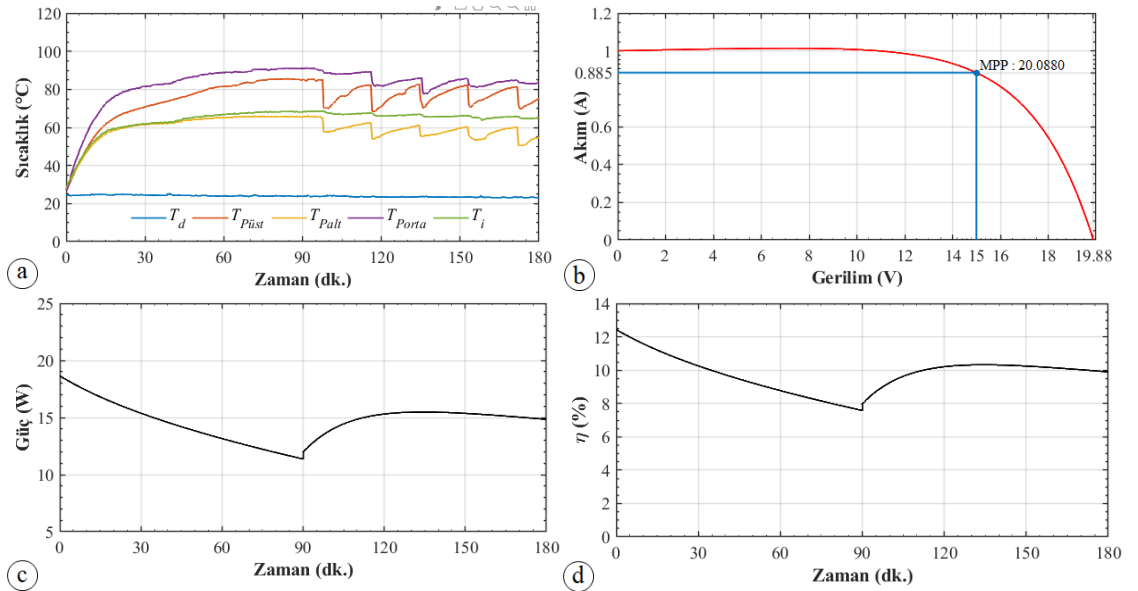 120
100
80
60
40
20
0
Sıcaklık (°C)
T_d T_Püst T_Palt T_Porta T_i
0 30 60 90 120 150 180
Zaman (dk.)
a
1.2
1
0.885
0.6
0.4
0.2
0
Akım (A)
MPP : 20.0880
0 2 4 6 8 10 12 14 15 16 18 19.88
Gerilim (V)
b
25
20
15
10
5
Güç (W)
0 30 60 90 120 150 180
Zaman (dk.)
c
14
12
10
8
6
4
2
0
η (%)
0 30 60 90 120 150 180
Zaman (dk.)
d